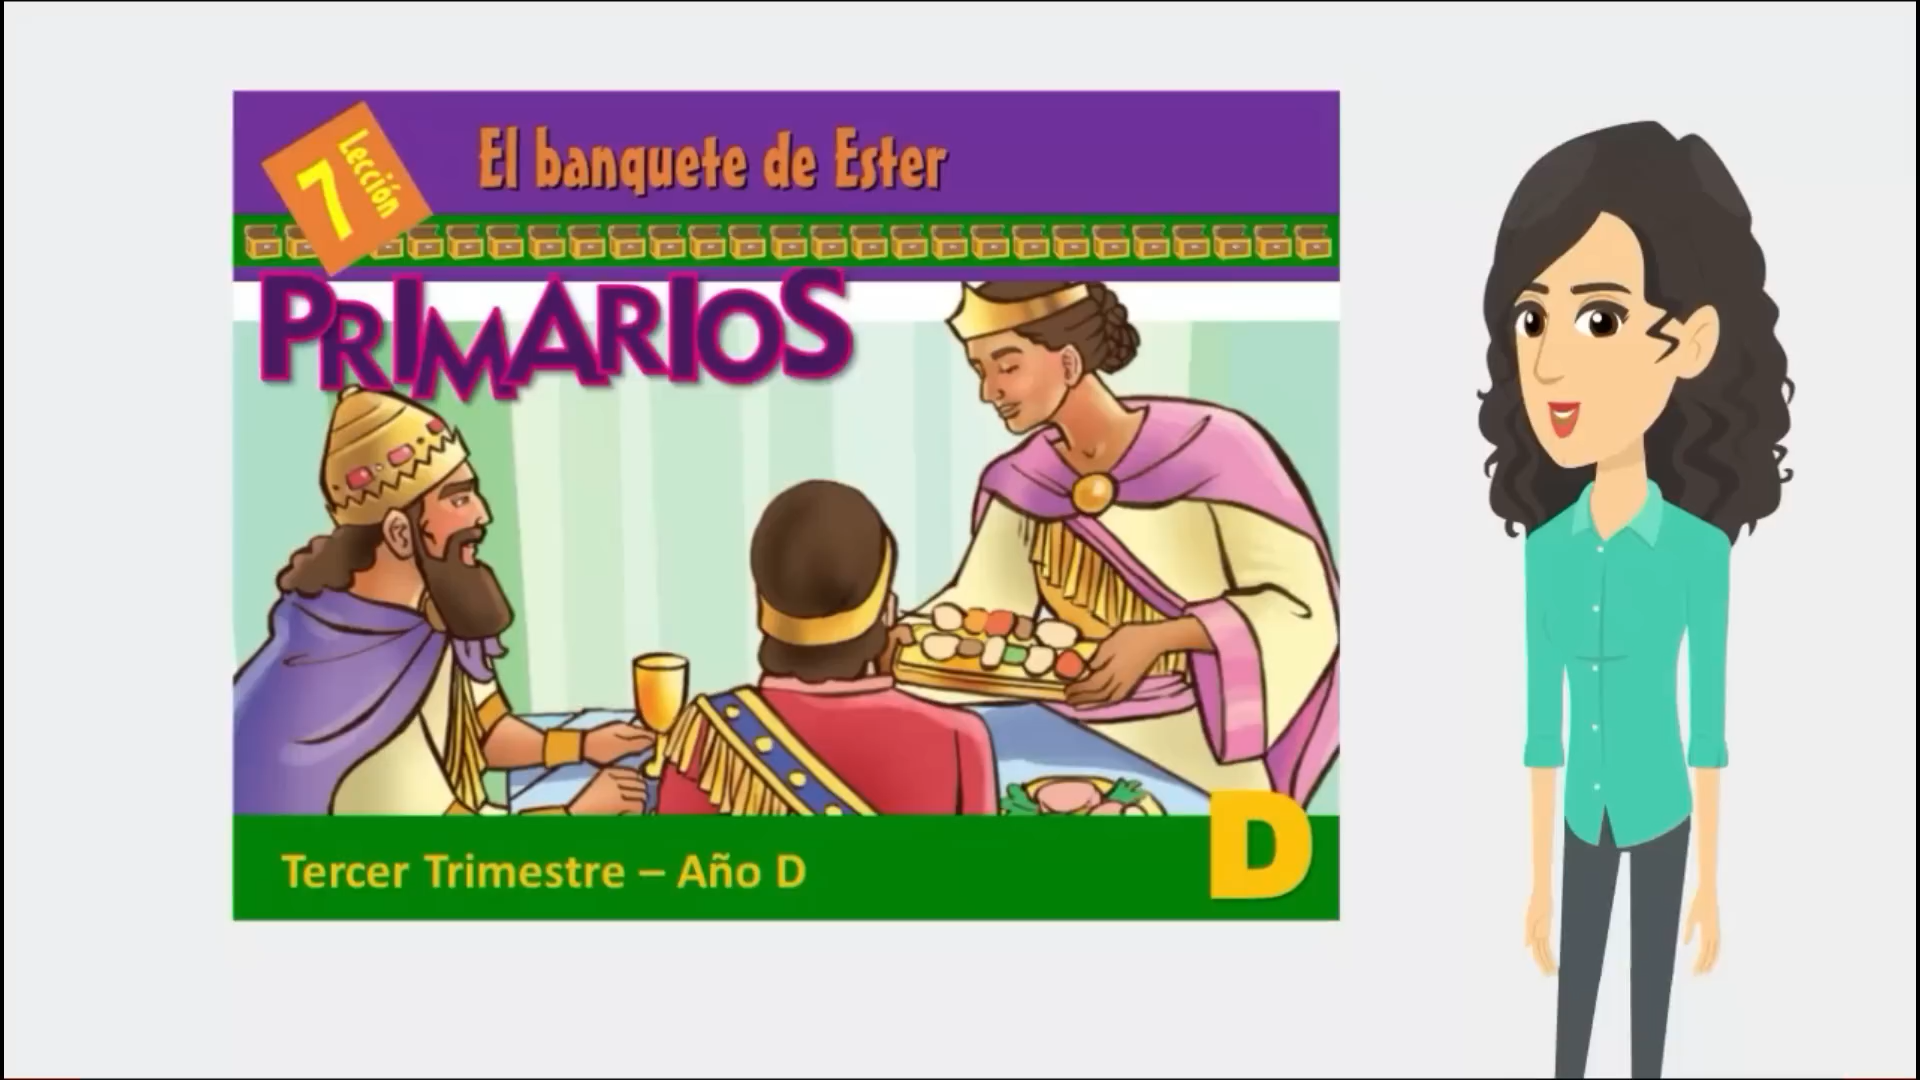 Lección
7
El banquete de Ester
PRIMARIOS
Tercer Trimestre – Año D
D